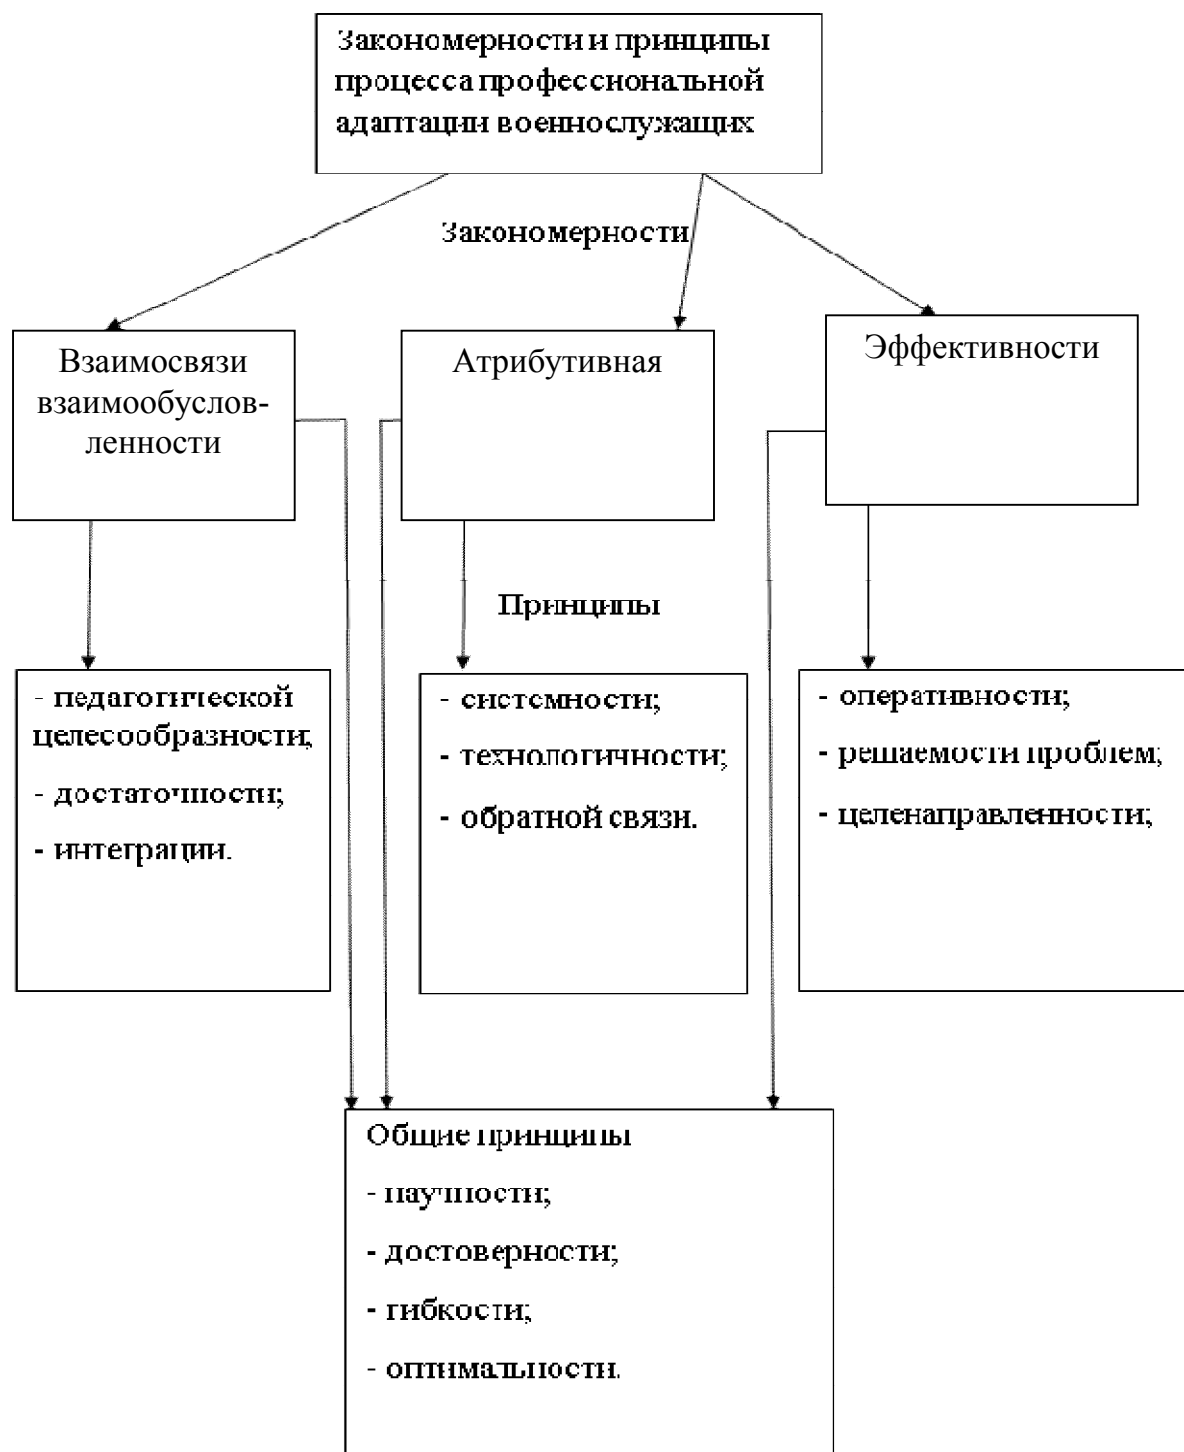 Закономерности и принципы
процесса профессиональной
адаптации военнослужащих
Закономерности
Взаимосвязи
взаимообуслов-
ленности
Атрибутивная
Эффективности
Принципы
- педагогической
целесообразности;
- достаточности;
- интеграции.
- системности;
- технологичности;
- обратной связи.
- оперативности;
- решаемости проблем;
- целенаправленности;
Общие принципы
- научности;
- достоверности;
- гибкости;
- оптимальности.